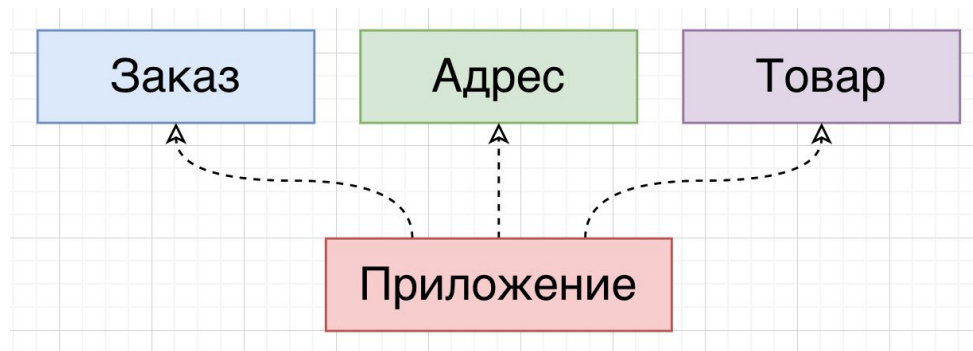 Заказ
Адрес
Товар
Приложение